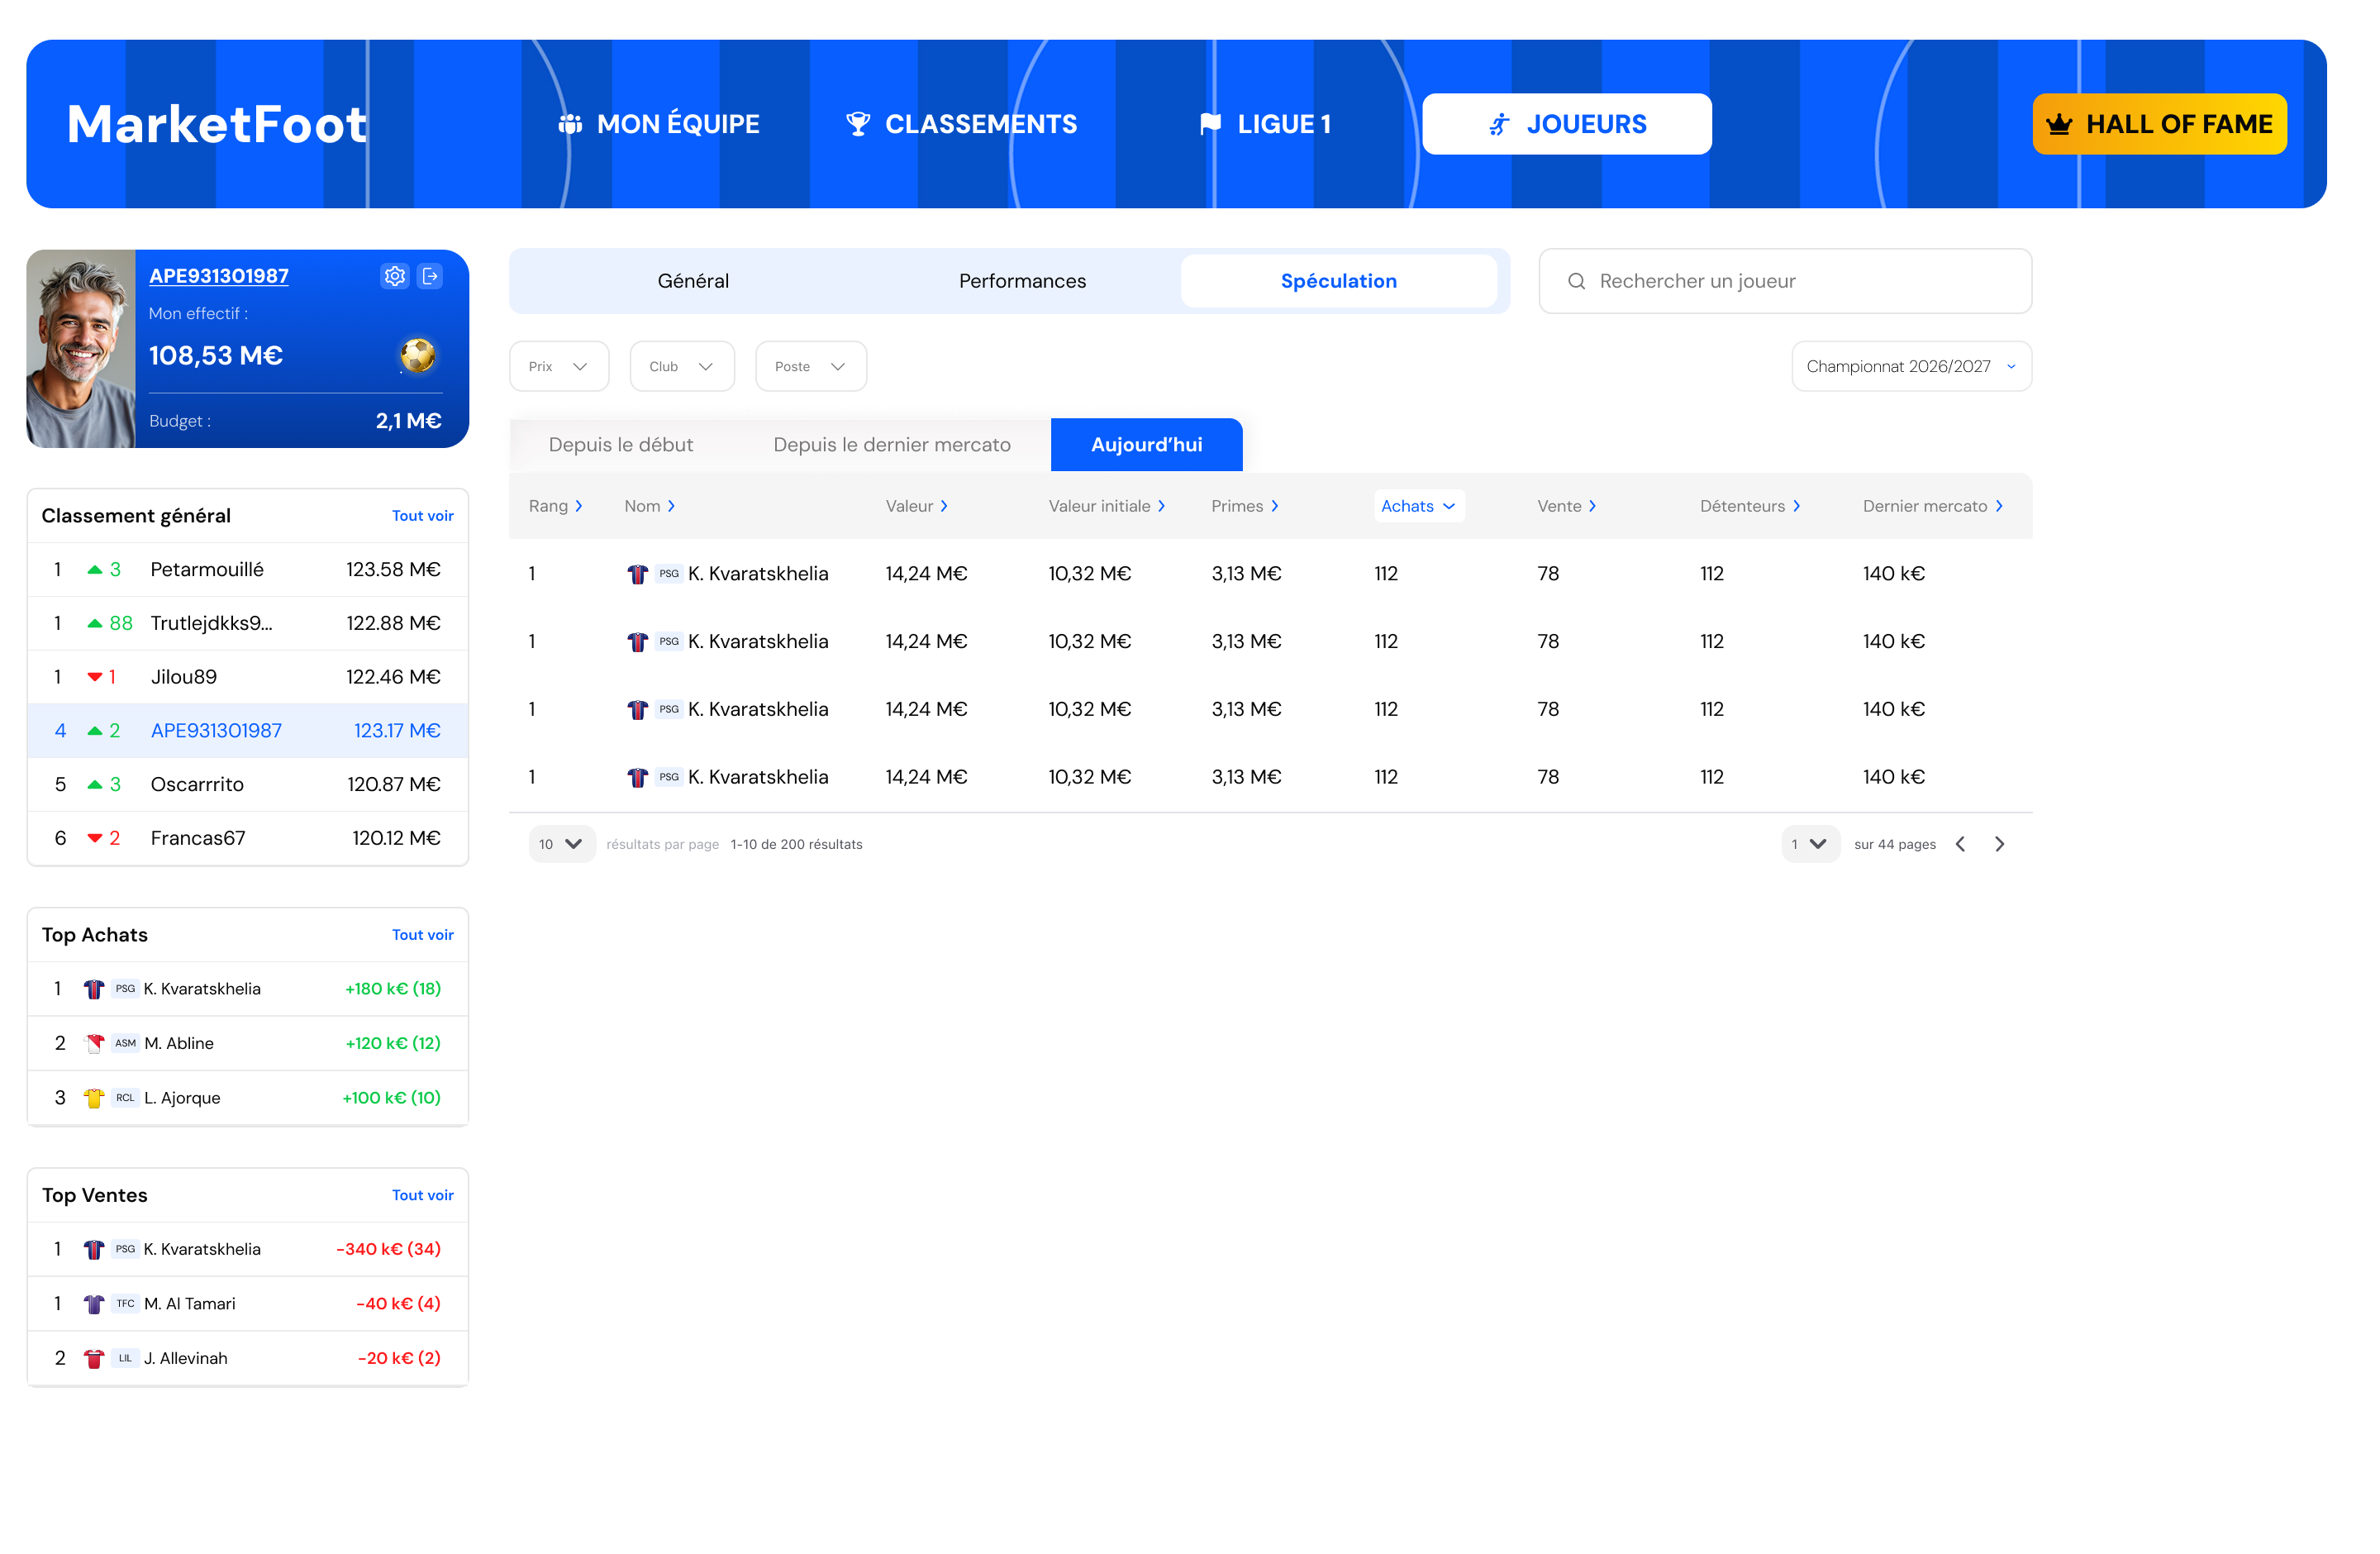 MarketFoot
MON ÉQUIPE
CLASSEMENTS
LIGUE 1
JOUEURS
HALL OF FAME
APE931301987
Mon effectif :
108,53 M€
Budget :
2,1 M€
Classement général
Tout voir
1 3 Petarmouillé 123.58 M€
1 88 Trutlejdkks9... 122.88 M€
1 1 Jilou89 122.46 M€
4 2 APE931301987 123.17 M€
5 3 Oscarrrito 120.87 M€
6 2 Francas67 120.12 M€
Top Achats
Tout voir
1 PSG K. Kvaratskhelia +180 k€ (18)
2 ASM M. Abline +120 k€ (12)
3 RCL L. Ajorque +100 k€ (10)
Top Ventes
Tout voir
1 PSG K. Kvaratskhelia -340 k€ (34)
1 TFC M. Al Tamari -40 k€ (4)
2 LIL J. Allevinah -20 k€ (2)
Général
Performances
Spéculation
Rechercher un joueur
Prix
Club
Poste
Championnat 2026/2027
Depuis le début
Depuis le dernier mercato
Aujourd’hui
Rang Nom Valeur Valeur initiale Primes Achats Vente Détenteurs Dernier mercato
1 PSG K. Kvaratskhelia 14,24 M€ 10,32 M€ 3,13 M€ 112 78 112 140 k€
1 PSG K. Kvaratskhelia 14,24 M€ 10,32 M€ 3,13 M€ 112 78 112 140 k€
1 PSG K. Kvaratskhelia 14,24 M€ 10,32 M€ 3,13 M€ 112 78 112 140 k€
1 PSG K. Kvaratskhelia 14,24 M€ 10,32 M€ 3,13 M€ 112 78 112 140 k€
10 résultats par page 1-10 de 200 résultats
1 sur 44 pages